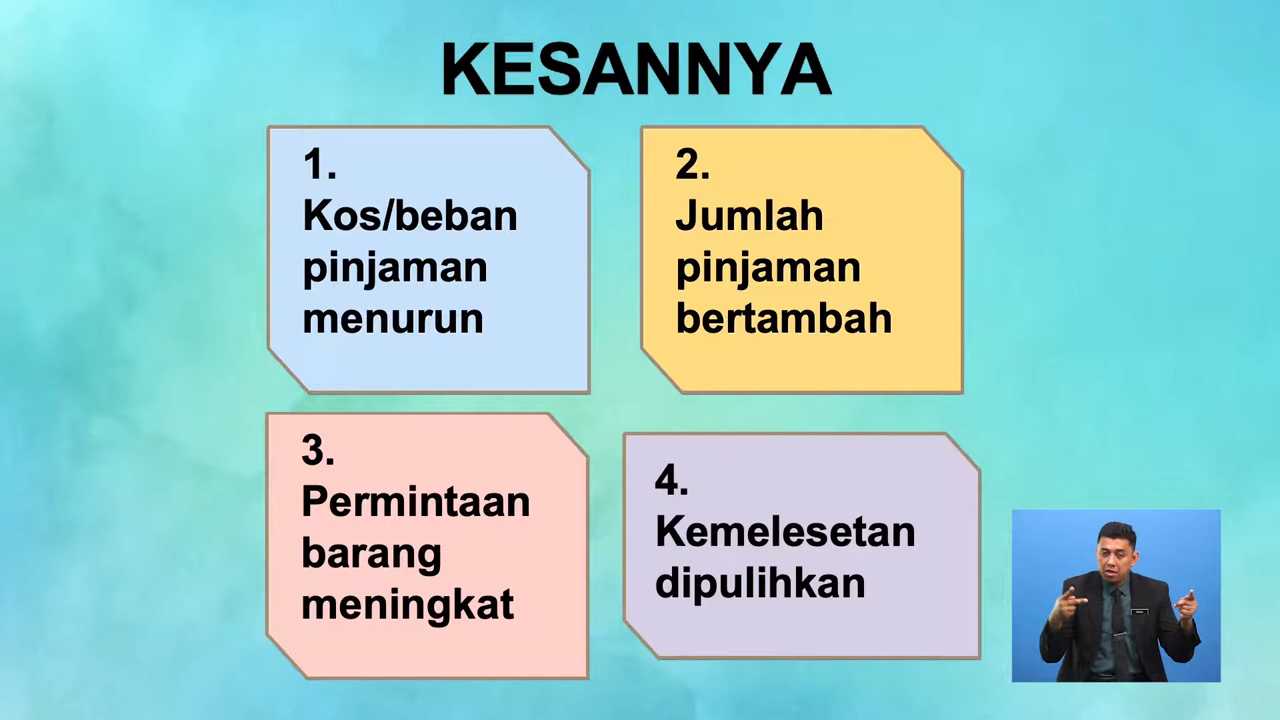 KESANNYA
1.
Kos/beban
pinjaman
menurun
2.
Jumlah
pinjaman
bertambah
3.
Permintaan
barang
meningkat
4.
Kemelesetan
dipulihkan